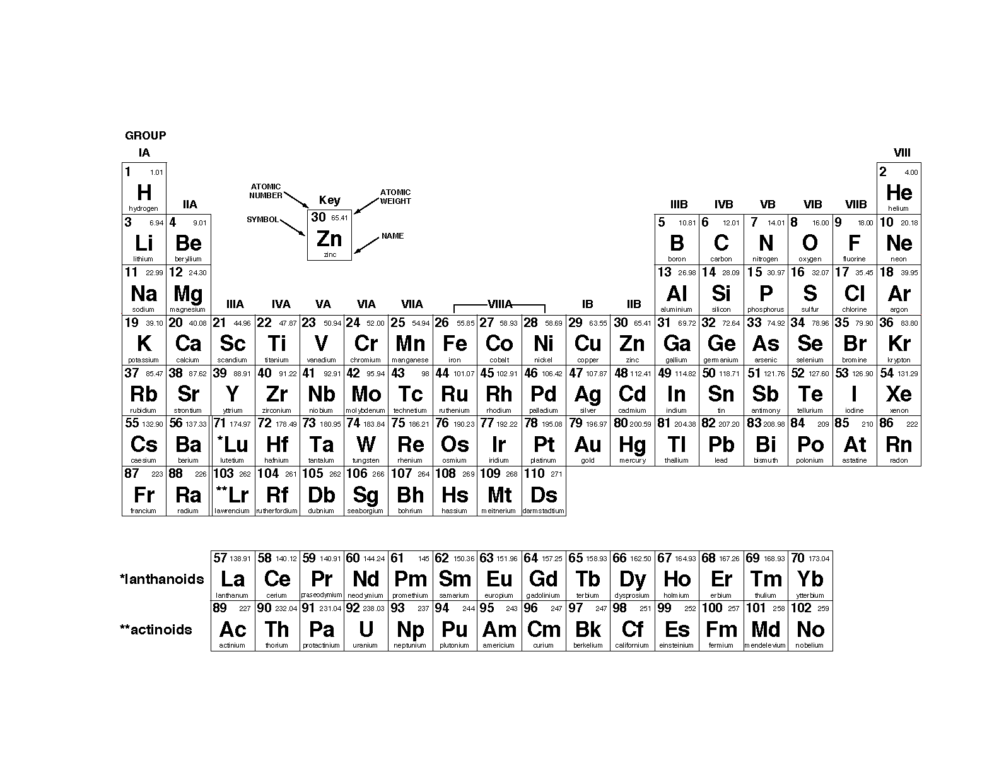 GROUP
IA VIII
1 1.01 2 4.00
H He
hydrogen helium
ATOMIC NUMBER Key ATOMIC WEIGHT
IIA IIIB IVB VB VIB VIIB
SYMBOL 30 65.41 NAME
Zn
zinc
3 6.94 4 9.01 5 10.81 6 12.01 7 14.01 8 16.00 9 18.00 10 20.18
Li Be B C N O F Ne
lithium beryllium boron carbon nitrogen oxygen fluorine neon
11 22.99 12 24.30 13 26.98 14 28.09 15 30.97 16 32.07 17 35.45 18 39.95
Na Mg Al Si P S Cl Ar
sodium magnesium aluminium silicon phosphorus sulfur chlorine argon
IIIA IVA VA VIA VIIA VIIIA IB IIB
19 39.10 20 40.08 21 44.96 22 47.87 23 50.94 24 52.00 25 54.94 26 55.85 27 58.93 28 58.69 29 63.55 30 65.41 31 69.72 32 72.64 33 74.92 34 78.96 35 79.90 36 83.80
K Ca Sc Ti V Cr Mn Fe Co Ni Cu Zn Ga Ge As Se Br Kr
potassium calcium scandium titanium vanadium chromium manganese iron cobalt nickel copper zinc gallium germanium arsenic selenium bromine krypton
37 85.47 38 87.62 39 88.91 40 91.22 41 92.91 42 95.94 43 98 44 101.07 45 102.91 46 106.42 47 107.87 48 112.41 49 114.82 50 118.71 51 121.76 52 127.60 53 126.90 54 131.29
Rb Sr Y Zr Nb Mo Tc Ru Rh Pd Ag Cd In Sn Sb Te I Xe
rubidium strontium yttrium zirconium niobium molybdenum technetium ruthenium rhodium palladium silver cadmium indium tin antimony tellurium iodine xenon
55 132.90 56 137.33 71 174.97 72 178.49 73 180.95 74 183.84 75 186.21 76 190.23 77 192.22 78 195.08 79 196.97 80 200.59 81 204.38 82 207.20 83 208.98 84 209 85 210 86 222
Cs Ba *Lu Hf Ta W Re Os Ir Pt Au Hg Tl Pb Bi Po At Rn
caesium barium lutetium hafnium tantalum tungsten rhenium osmium iridium platinum gold mercury thallium lead bismuth polonium astatine radon
87 223 88 226 103 262 104 261 105 262 106 266 107 264 108 269 109 268 110 271
Fr Ra **Lr Rf Db Sg Bh Hs Mt Ds
francium radium lawrencium rutherfordium dubnium seaborgium bohrium hassium meitnerium darmstadtium
57 138.91 58 140.12 59 140.91 60 144.24 61 145 62 150.36 63 151.96 64 157.25 65 158.93 66 162.50 67 164.93 68 167.26 69 168.93 70 173.04
*lanthanoids La Ce Pr Nd Pm Sm Eu Gd Tb Dy Ho Er Tm Yb
lanthanum cerium praseodymium neodymium promethium samarium europium gadolinium terbium dysprosium holmium erbium thulium ytterbium
89 227 90 232.04 91 231.04 92 238.03 93 237 94 244 95 243 96 247 97 247 98 251 99 252 100 257 101 258 102 259
**actinoids Ac Th Pa U Np Pu Am Cm Bk Cf Es Fm Md No
actinium thorium protactinium uranium neptunium plutonium americium curium berkelium californium einsteinium fermium mendelevium nobelium